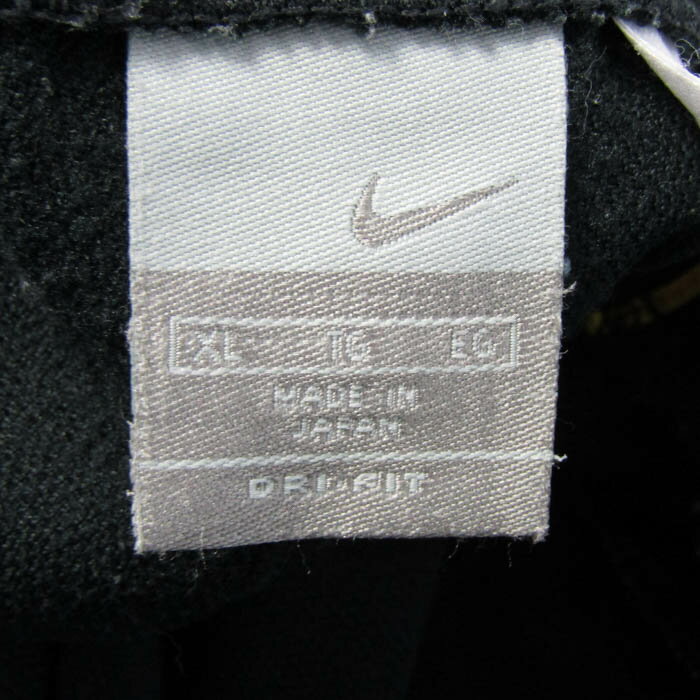 XL TG EG
MADE IN
JAPAN
DRI-FIT